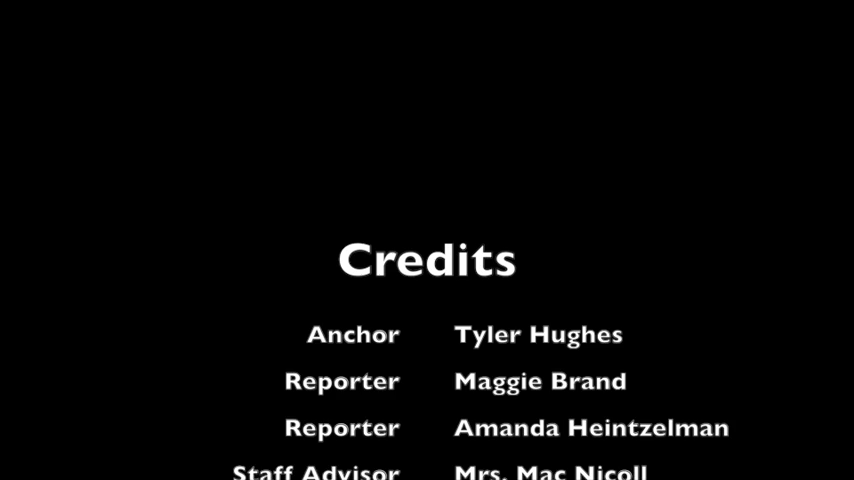 Credits
Anchor Tyler Hughes
Reporter Maggie Brand
Reporter Amanda Heintzelman
Staff Advisor Mrs. Mac Nicoll